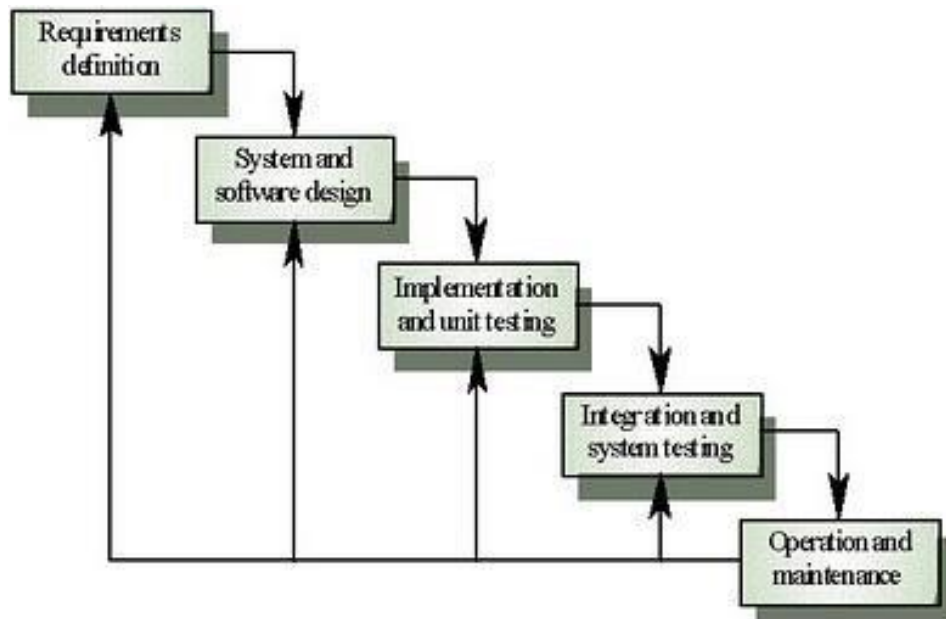 Requirements
definition
System and
software design
Implementation
and unit testing
Integration and
system testing
Operation and
maintenance